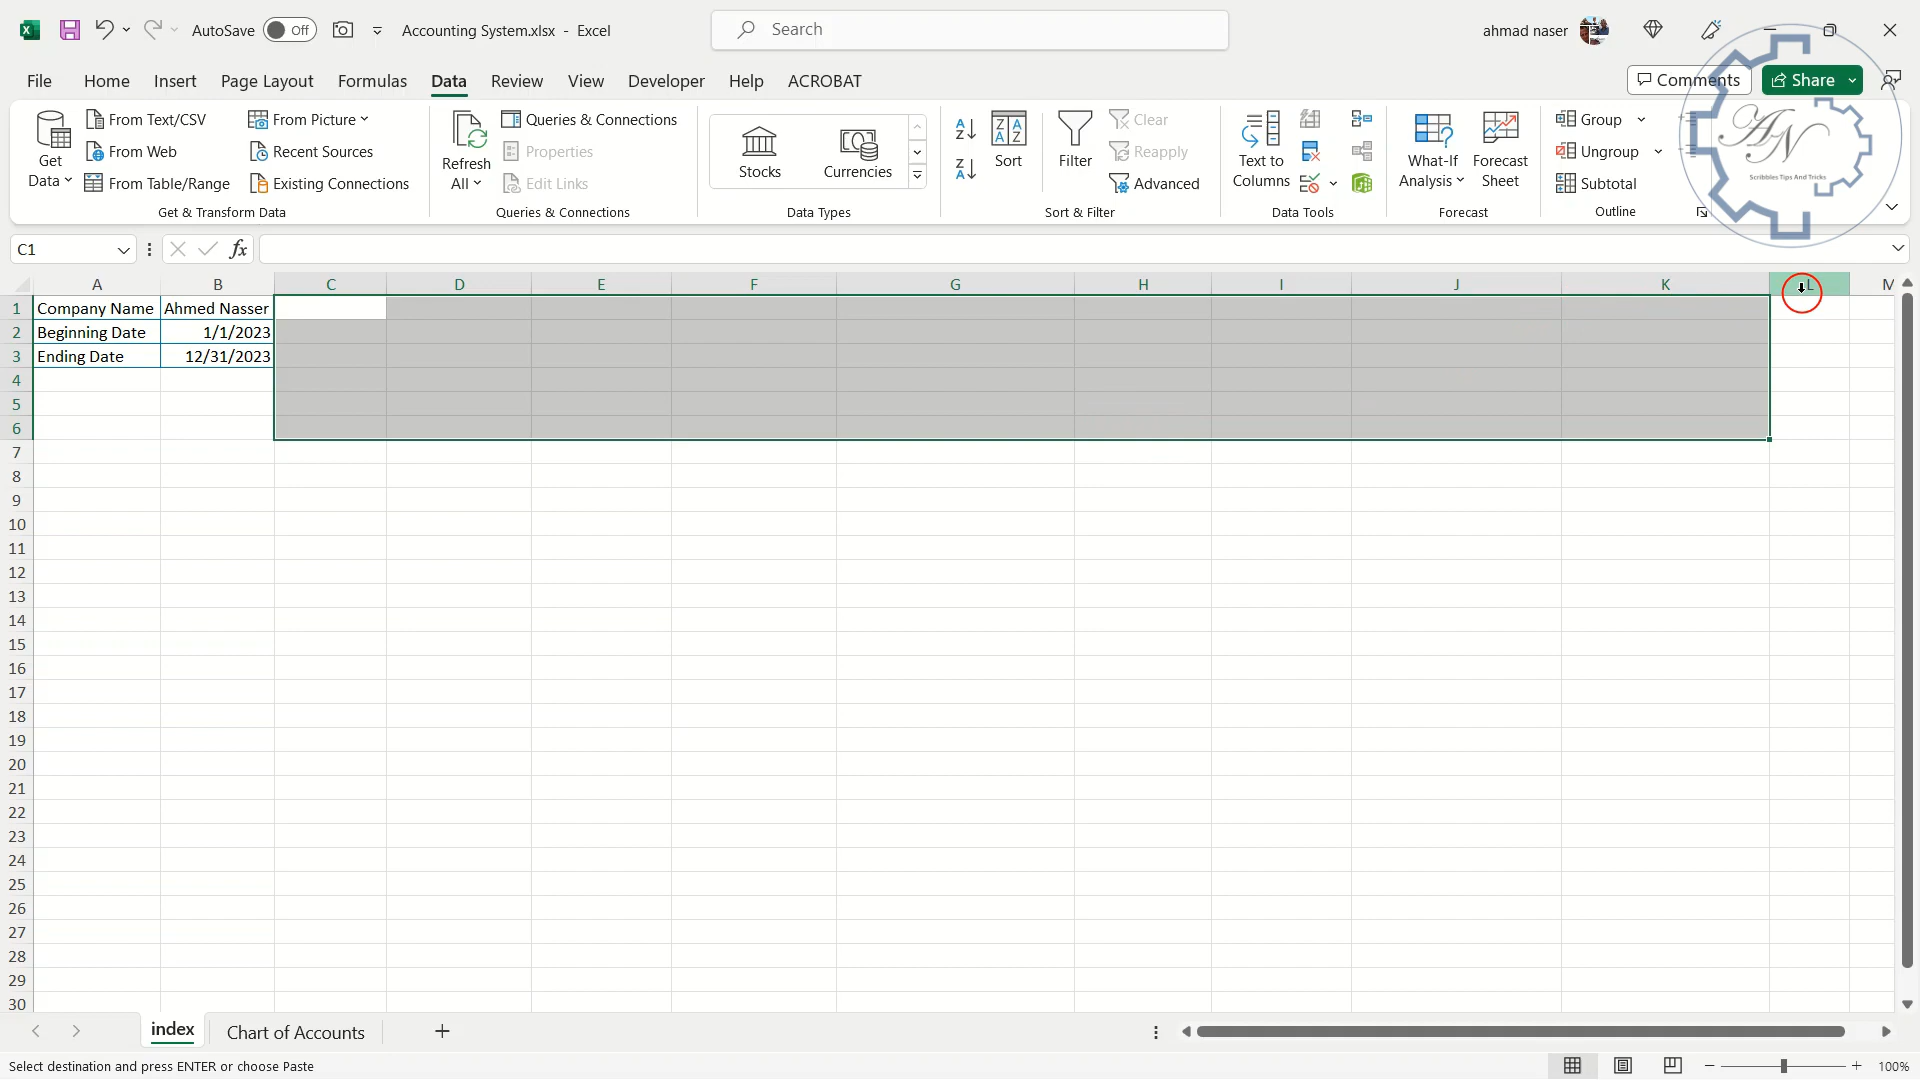 AutoSave Off Accounting System.xlsx - Excel Search ahmad naser
File Home Insert Page Layout Formulas Data Review View Developer Help ACROBAT Comments Share
Get Data
From Text/CSV
From Web
From Table/Range
From Picture
Recent Sources
Existing Connections
Get & Transform Data
Refresh All
Queries & Connections
Properties
Edit Links
Queries & Connections
Stocks
Currencies
Data Types
Sort
Filter
Clear
Reapply
Advanced
Sort & Filter
Text to Columns
Data Tools
What-If Analysis
Forecast Sheet
Forecast
Group
Ungroup
Subtotal
Outline
AN
Scribbles Tips And Tricks
C1 fx
A B C D E F G H I J K L M
1 Company Name Ahmed Nasser
2 Beginning Date 1/1/2023
3 Ending Date 12/31/2023
4
5
6
7
8
9
10
11
12
13
14
15
16
17
18
19
20
21
22
23
24
25
26
27
28
29
30
index Chart of Accounts
Select destination and press ENTER or choose Paste 100%